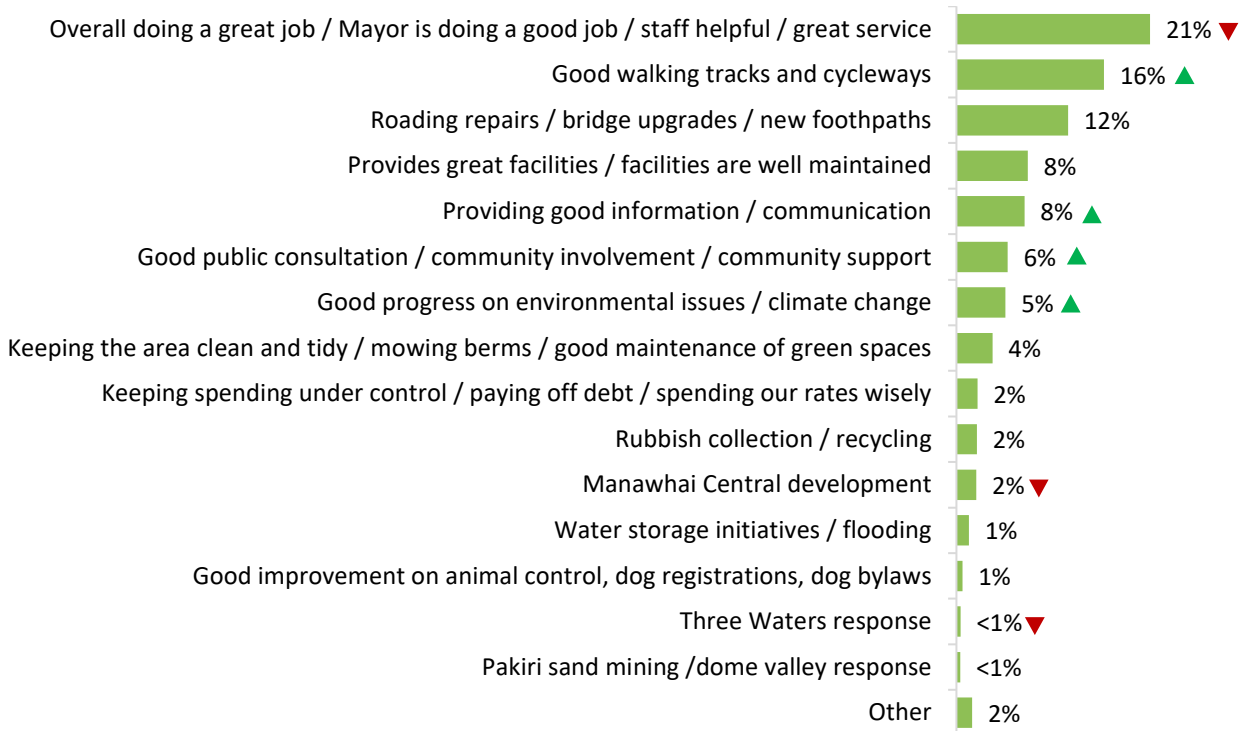 Overall doing a great job / Mayor is doing a good job / staff helpful / great service 21%
Good walking tracks and cycleways 16%
Roading repairs / bridge upgrades / new foothpaths 12%
Provides great facilities / facilities are well maintained 8%
Providing good information / communication 8%
Good public consultation / community involvement / community support 6%
Good progress on environmental issues / climate change 5%
Keeping the area clean and tidy / mowing berms / good maintenance of green spaces 4%
Keeping spending under control / paying off debt / spending our rates wisely 2%
Rubbish collection / recycling 2%
Manawhai Central development 2%
Water storage initiatives / flooding 1%
Good improvement on animal control, dog registrations, dog bylaws 1%
Three Waters response <1%
Pakiri sand mining /dome valley response <1%
Other 2%